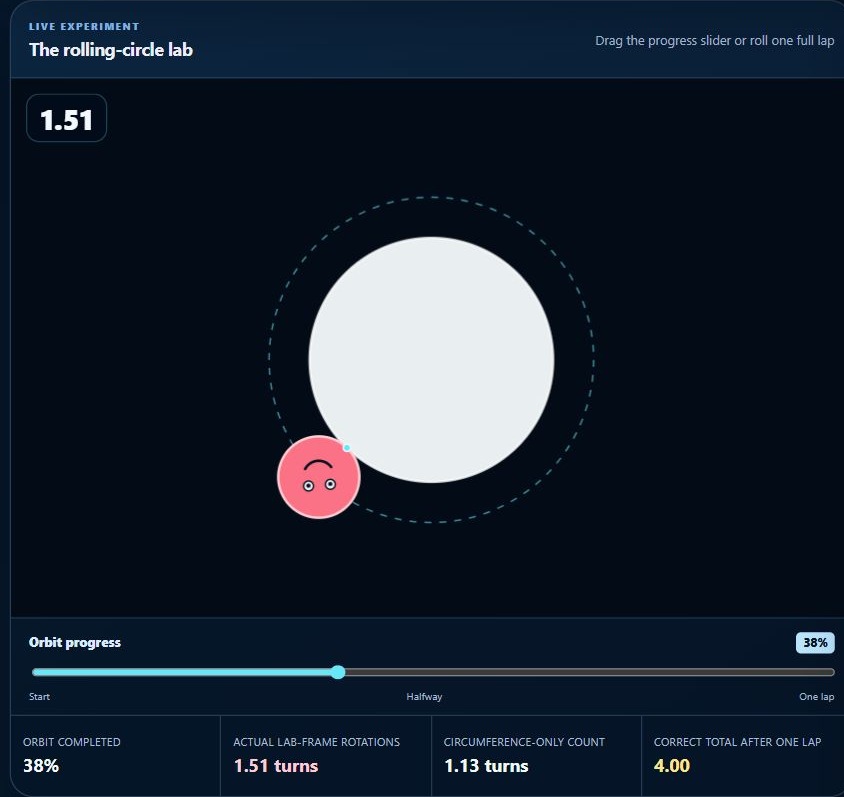 LIVE EXPERIMENT
The rolling-circle lab
Drag the progress slider or roll one full lap
1.51
Orbit progress
38%
Start
Halfway
One lap
ORBIT COMPLETED
38%
ACTUAL LAB-FRAME ROTATIONS
1.51 turns
CIRCUMFERENCE-ONLY COUNT
1.13 turns
CORRECT TOTAL AFTER ONE LAP
4.00